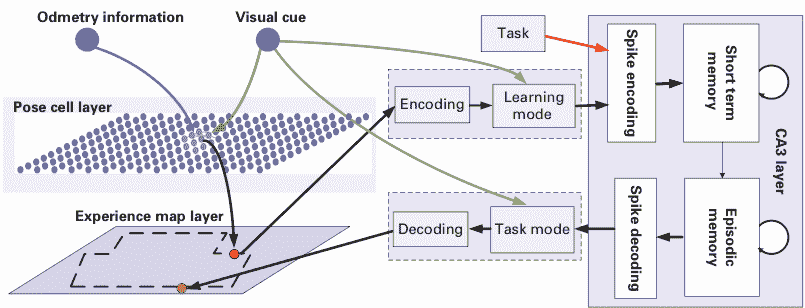 Odmetry information
Visual cue
Task
Pose cell layer
Encoding
Learning
mode
Spike encoding
Short term
memory
CA3 layer
Experience map layer
Decoding
Task mode
Spike decoding
Episodic
memory